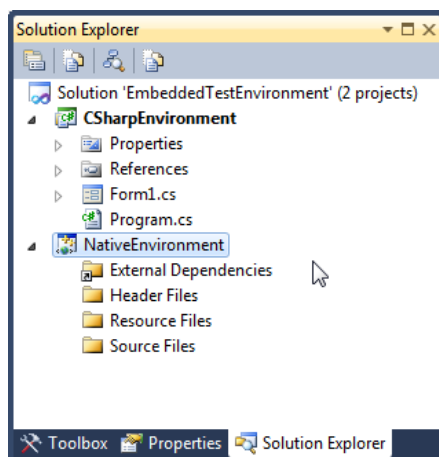 Solution Explorer
Solution 'EmbeddedTestEnvironment' (2 projects)
CSharpEnvironment
Properties
References
Form1.cs
Program.cs
NativeEnvironment
External Dependencies
Header Files
Resource Files
Source Files
Toolbox Properties Solution Explorer